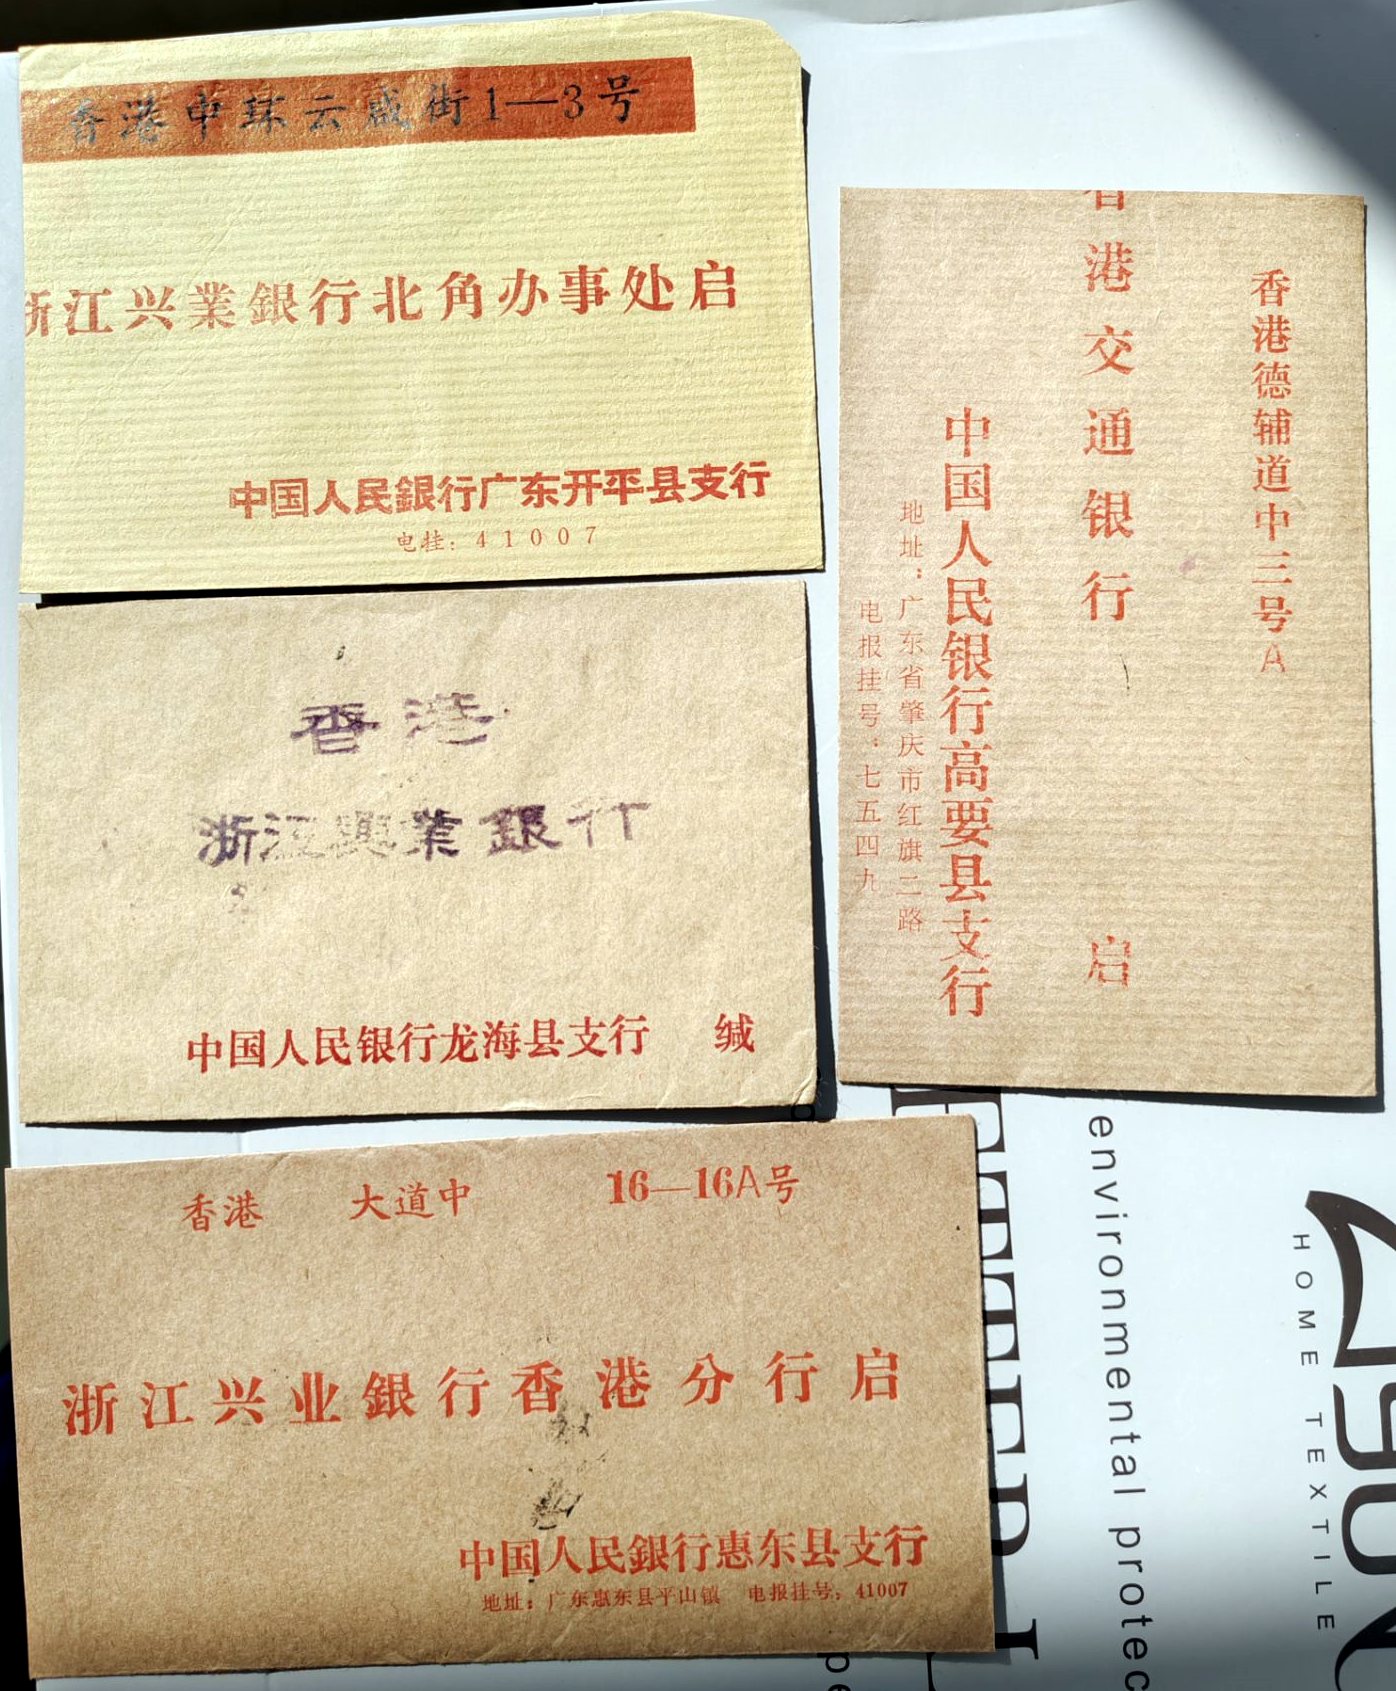 香港中环云咸街1—3号
浙江兴業銀行北角办事处启
中国人民銀行广东开平县支行
电挂：41007
香港
浙江興業銀行
中国人民银行龙海县支行 缄
香港 大道中 16—16A号
浙江兴业銀行香港分行启
中国人民銀行惠东县支行
地址：广东惠东县平山镇 电报挂号：41007
香港德辅道中三号A
香港交通银行 启
中国人民银行高要县支行
地址：广东省肇庆市红旗二路
电报挂号：七五四九
environmental protec
HOME TEXTILE